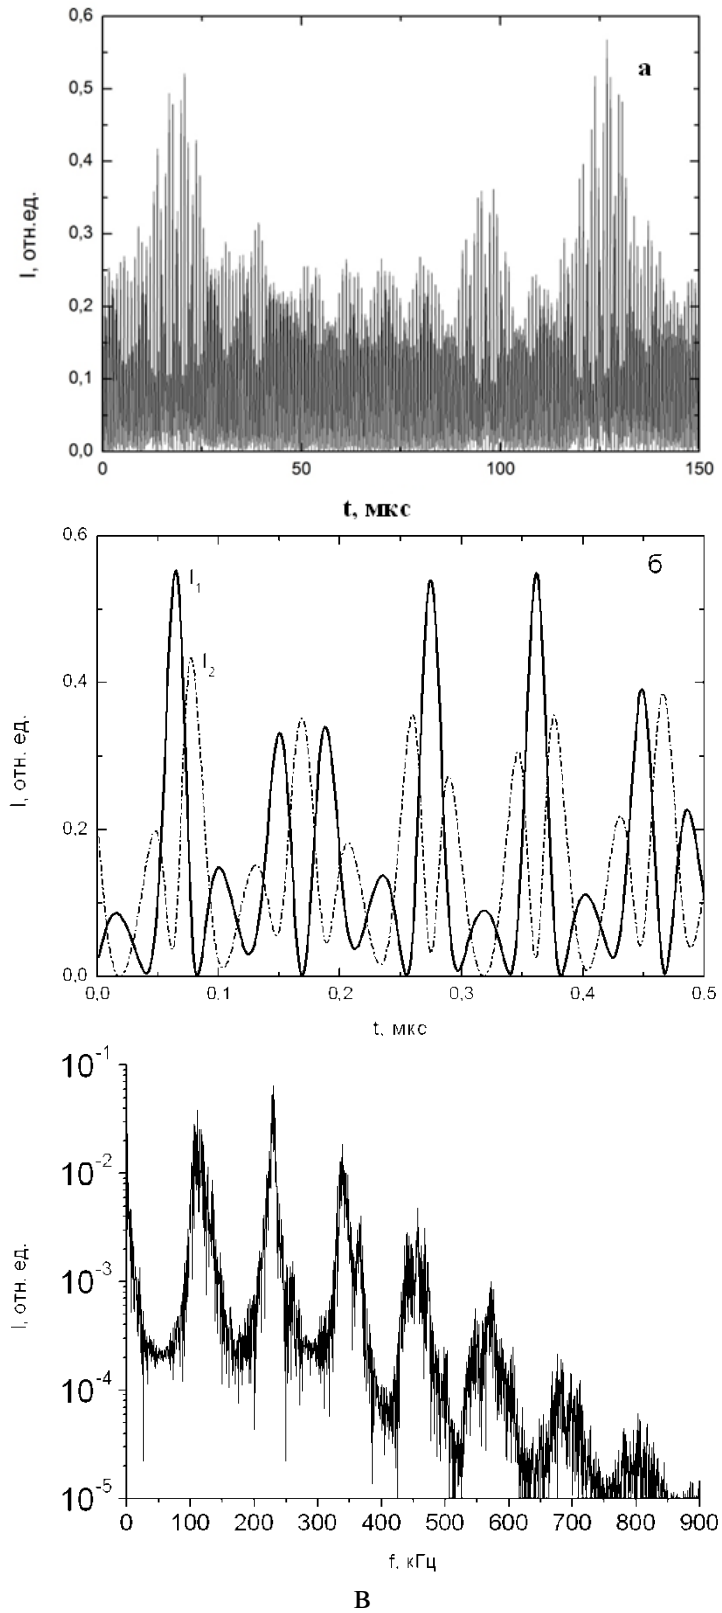 0,6
а
0,5
0,4
0,3
0,2
0,1
0,0
I, отн.ед.
0 50 100 150
t, мкс
0,6
б
I₁
I₂
0,4
0,2
0,0
I, отн. ед.
0,0 0,1 0,2 0,3 0,4 0,5
t, мкс
10⁻¹
10⁻²
10⁻³
10⁻⁴
10⁻⁵
I, отн. ед.
0 100 200 300 400 500 600 700 800 900
f, кГц
в